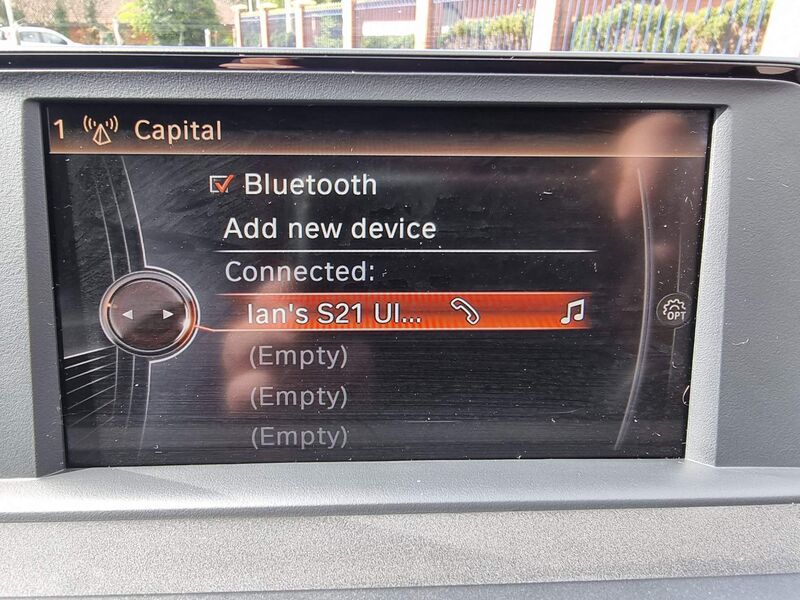 1 Capital
Bluetooth
Add new device
Connected:
Ian's S21 Ul...
(Empty)
(Empty)
(Empty)
OPT